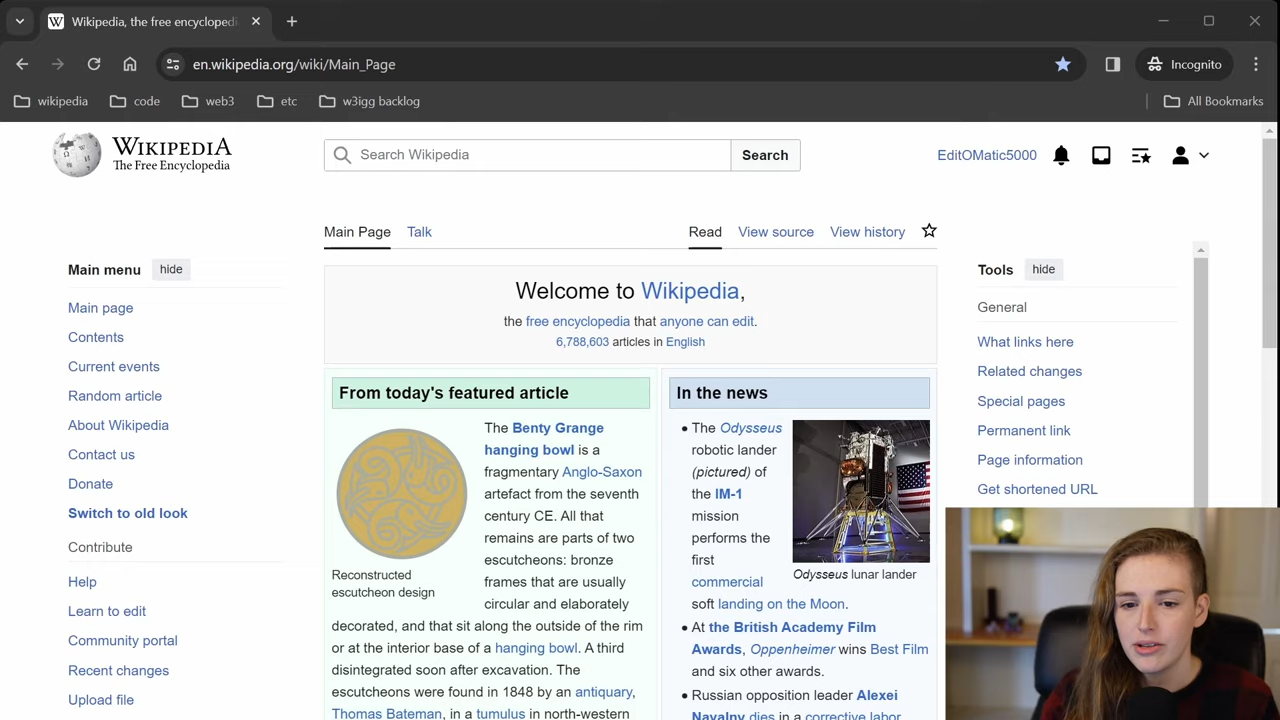 Wikipedia, the free encyclopedi
en.wikipedia.org/wiki/Main_Page
Incognito
wikipedia
code
web3
etc
w3igg backlog
All Bookmarks
WIKIPEDIA
The Free Encyclopedia
Search Wikipedia
Search
EditOMatic5000
Main Page
Talk
Read
View source
View history
Main menu
hide
Main page
Contents
Current events
Random article
About Wikipedia
Contact us
Donate
Switch to old look
Contribute
Help
Learn to edit
Community portal
Recent changes
Upload file
Welcome to Wikipedia,
the free encyclopedia that anyone can edit.
6,788,603 articles in English
From today's featured article
The Benty Grange
hanging bowl is a
fragmentary Anglo-Saxon
artefact from the seventh
century CE. All that
remains are parts of two
escutcheons: bronze
frames that are usually
circular and elaborately
Reconstructed
escutcheon design
decorated, and that sit along the outside of the rim
or at the interior base of a hanging bowl. A third
disintegrated soon after excavation. The
escutcheons were found in 1848 by an antiquary,
Thomas Bateman, in a tumulus in north-western
In the news
The Odysseus
robotic lander
(pictured) of
the IM-1
mission
performs the
first
commercial
soft landing on the Moon.
Odysseus lunar lander
At the British Academy Film
Awards, Oppenheimer wins Best Film
and six other awards.
Russian opposition leader Alexei
Navalny dies in a corrective labor
Tools
hide
General
What links here
Related changes
Special pages
Permanent link
Page information
Get shortened URL